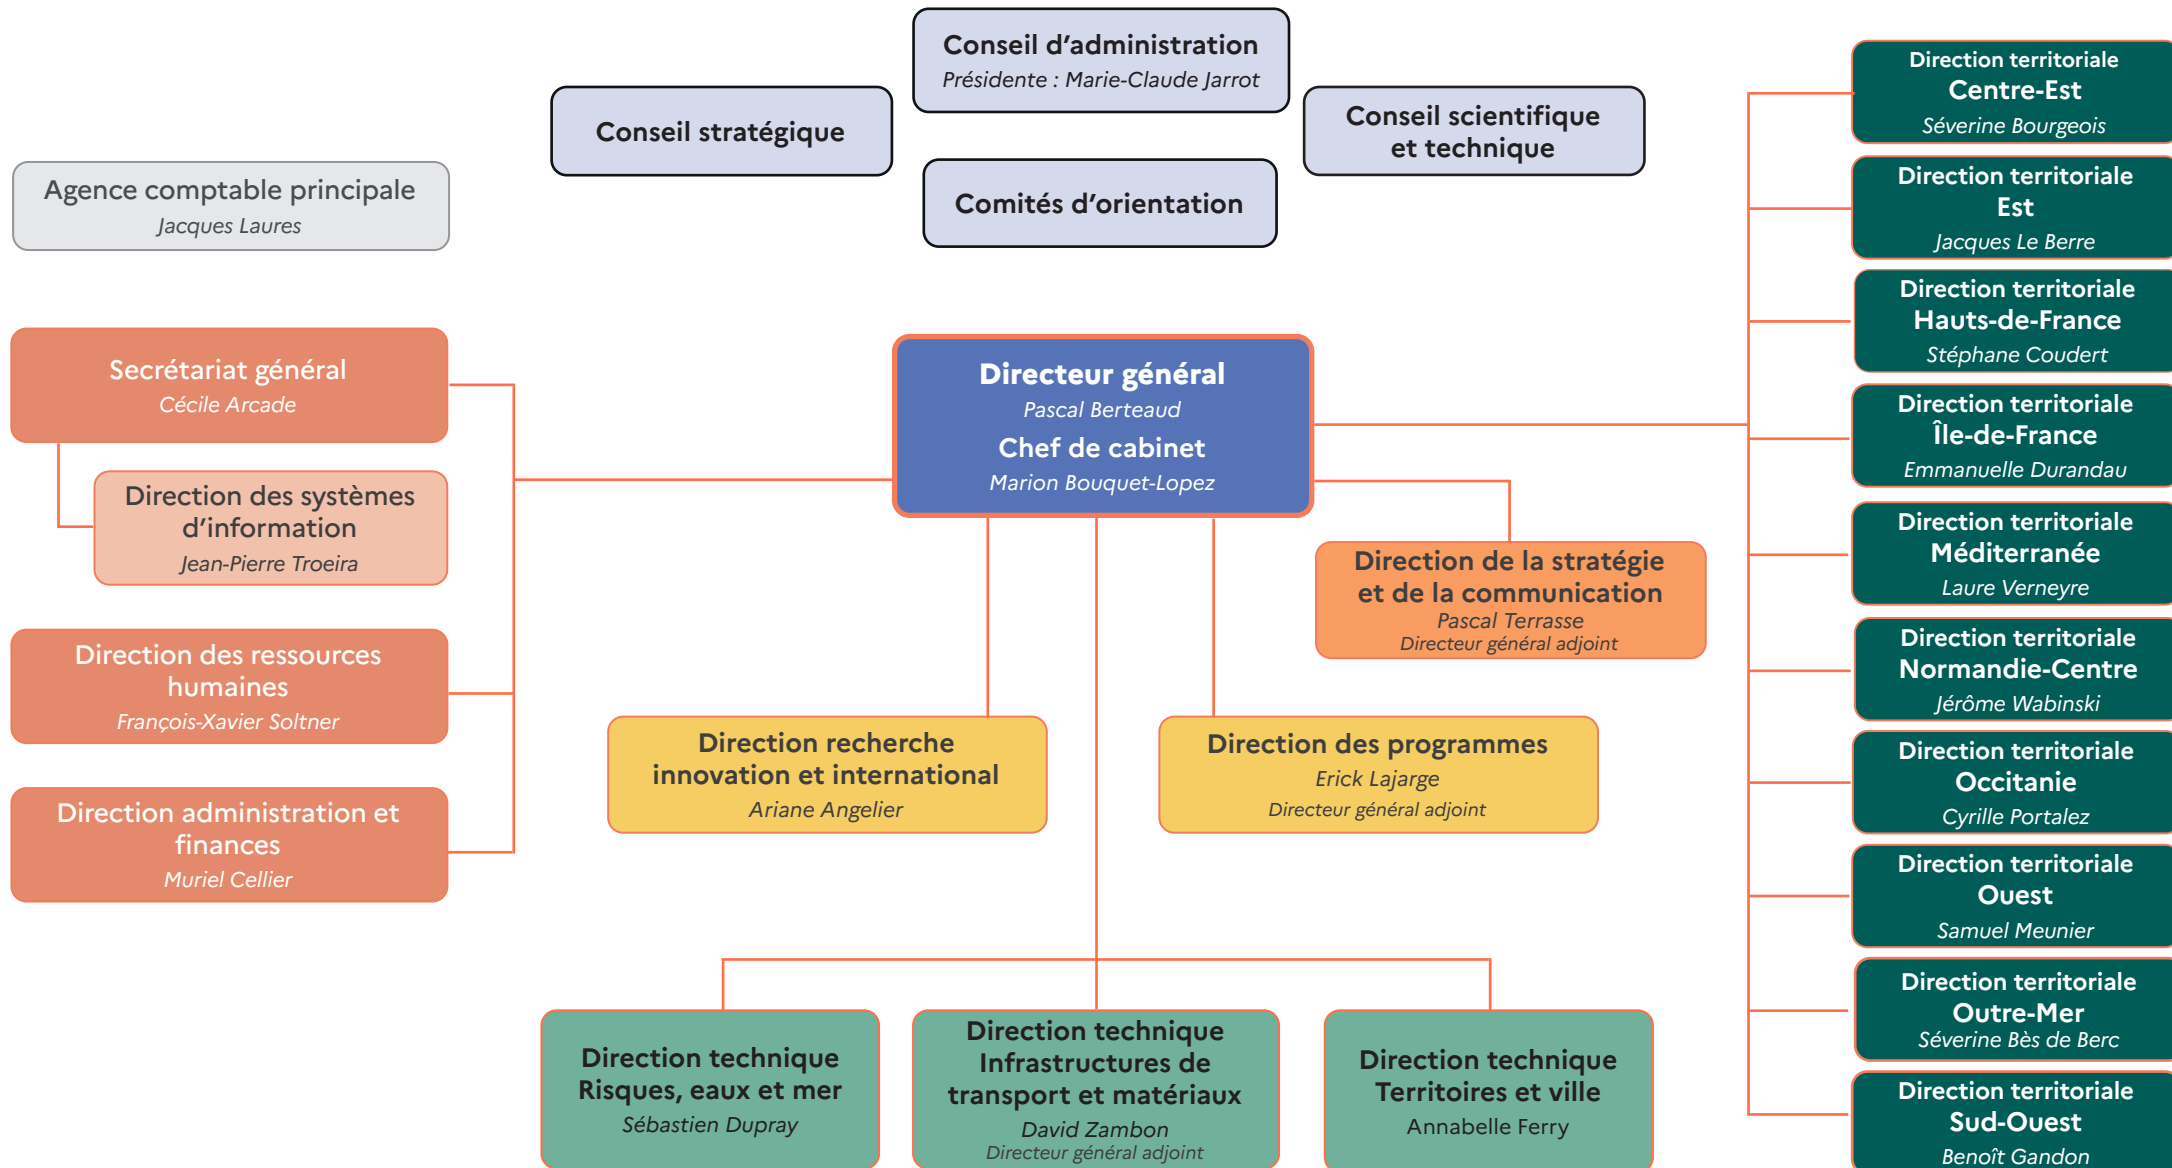 Conseil d'administration
Présidente : Marie-Claude Jarrot
Conseil stratégique
Conseil scientifique
et technique
Comités d'orientation
Agence comptable principale
Jacques Laures
Secrétariat général
Cécile Arcade
Direction des systèmes
d'information
Jean-Pierre Troeira
Direction des ressources
humaines
François-Xavier Soltner
Direction administration et
finances
Muriel Cellier
Directeur général
Pascal Berteaud
Chef de cabinet
Marion Bouquet-Lopez
Direction de la stratégie
et de la communication
Pascal Terrasse
Directeur général adjoint
Direction recherche
innovation et international
Ariane Angelier
Direction des programmes
Erick Lajarge
Directeur général adjoint
Direction technique
Risques, eaux et mer
Sébastien Dupray
Direction technique
Infrastructures de
transport et matériaux
David Zambon
Directeur général adjoint
Direction technique
Territoires et ville
Annabelle Ferry
Direction territoriale
Centre-Est
Séverine Bourgeois
Direction territoriale
Est
Jacques Le Berre
Direction territoriale
Hauts-de-France
Stéphane Coudert
Direction territoriale
Île-de-France
Emmanuelle Durandau
Direction territoriale
Méditerranée
Laure Verneyre
Direction territoriale
Normandie-Centre
Jérôme Wabinski
Direction territoriale
Occitanie
Cyrille Portalez
Direction territoriale
Ouest
Samuel Meunier
Direction territoriale
Outre-Mer
Séverine Bès de Berc
Direction territoriale
Sud-Ouest
Benoît Gandon